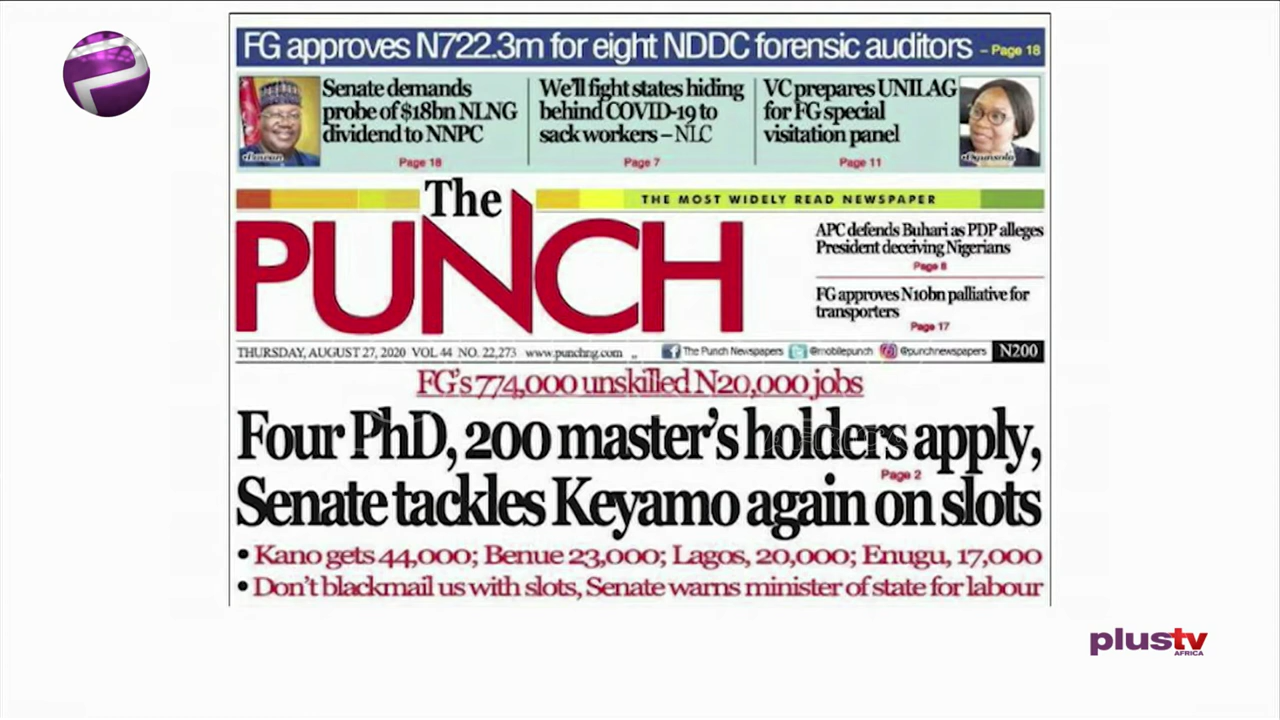 FG approves N722.3m for eight NDDC forensic auditors – Page 18
Senate demands
probe of $18bn NLNG
dividend to NNPC
Page 18
Lawan
We'll fight states hiding
behind COVID-19 to
sack workers – NLC
Page 7
VC prepares UNILAG
for FG special
visitation panel
Page 11
Ogunsola
The
PUNCH
THE MOST WIDELY READ NEWSPAPER
APC defends Buhari as PDP alleges
President deceiving Nigerians
Page 8
FG approves N10bn palliative for
transporters
Page 17
THURSDAY, AUGUST 27, 2020 VOL 44 NO. 22,273 www.punchng.com The Punch Newspapers @mobilepunch @punchnewspapers N200
FG's 774,000 unskilled N20,000 jobs
Four PhD, 200 master's holders apply,
Page 2
Senate tackles Keyamo again on slots
• Kano gets 44,000; Benue 23,000; Lagos, 20,000; Enugu, 17,000
• Don't blackmail us with slots, Senate warns minister of state for labour
plustv
AFRICA